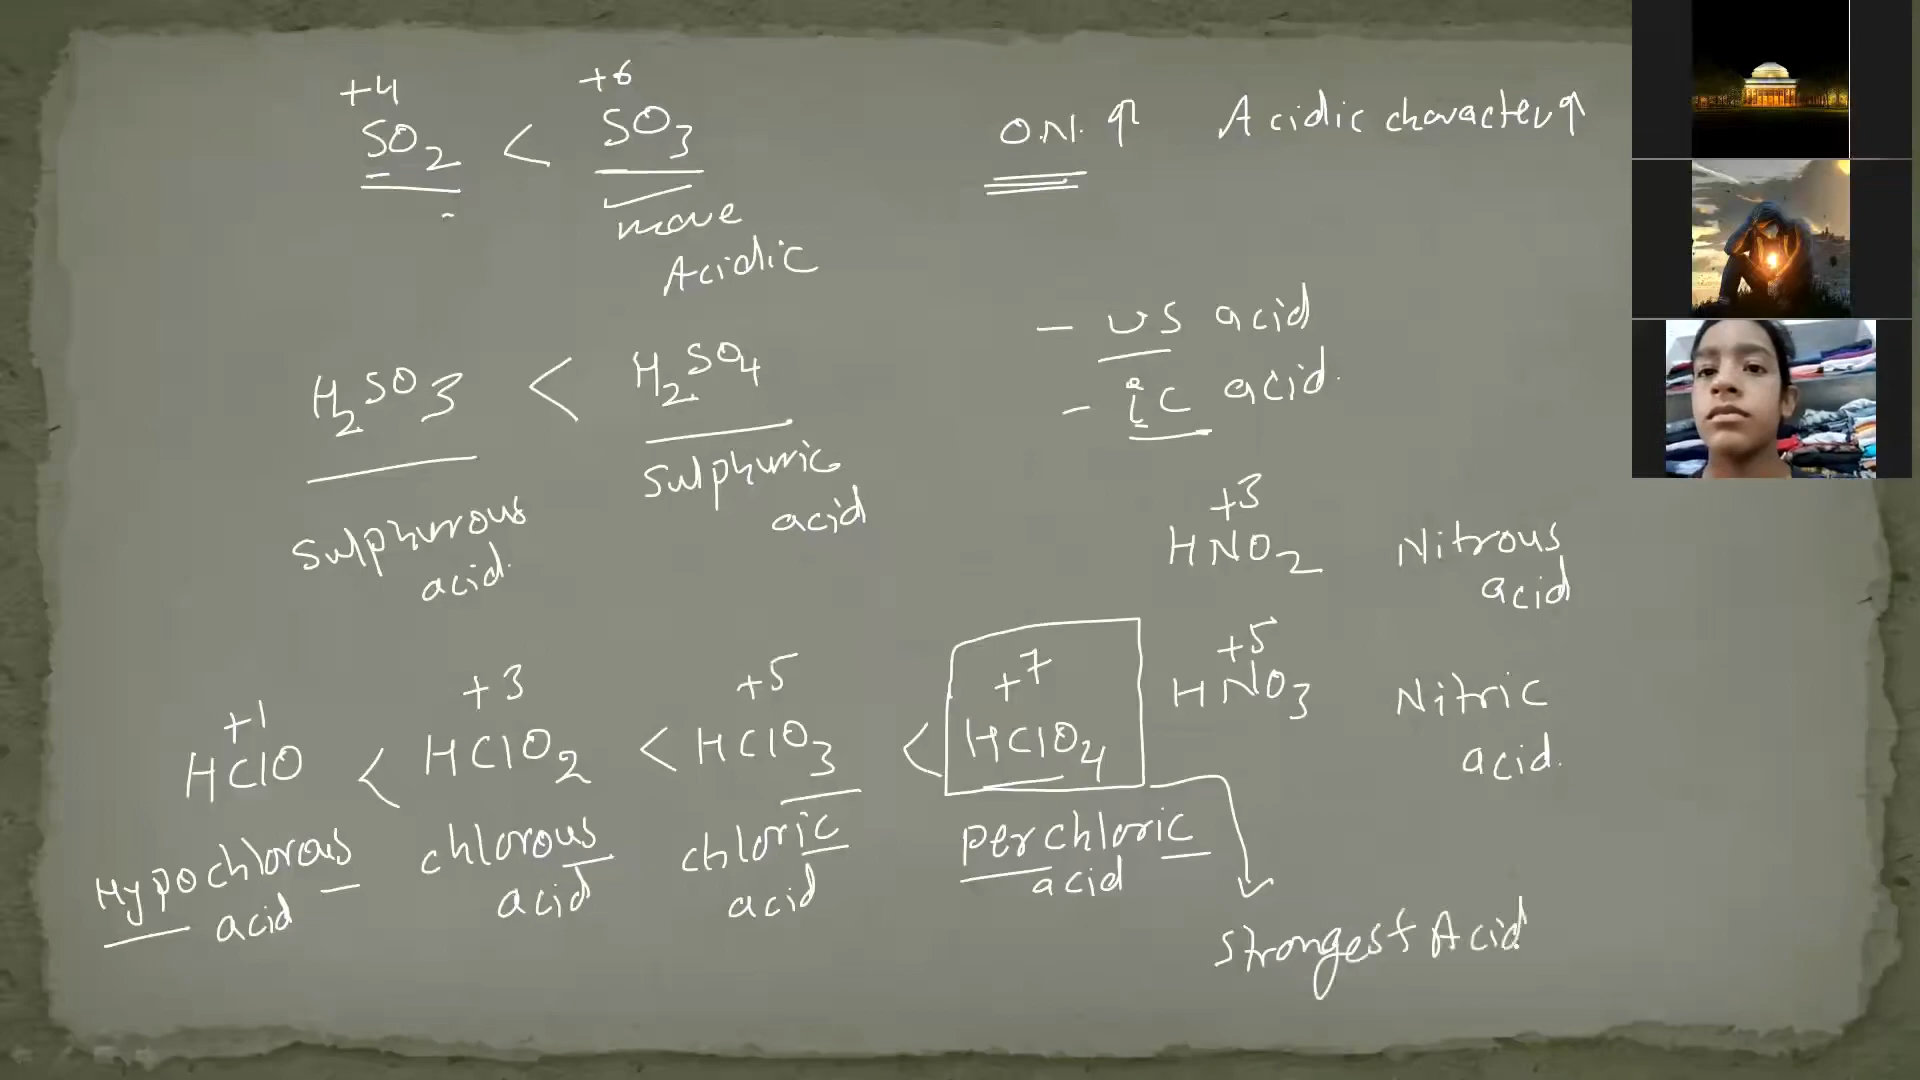 +4 +6
SO2 < SO3
more
Acidic
O.N. ↑ Acidic character ↑
H2SO3 < H2SO4
Sulphurous
acid.
Sulphuric
acid
- us acid
- ic acid.
+3
HNO2 Nitrous
acid
+5
HNO3 Nitric
acid.
+1 +3 +5 +7
HClO < HClO2 < HClO3 < HClO4
Hypochlorous
acid
chlorous
acid
chloric
acid
perchloric
acid
Strongest Acid